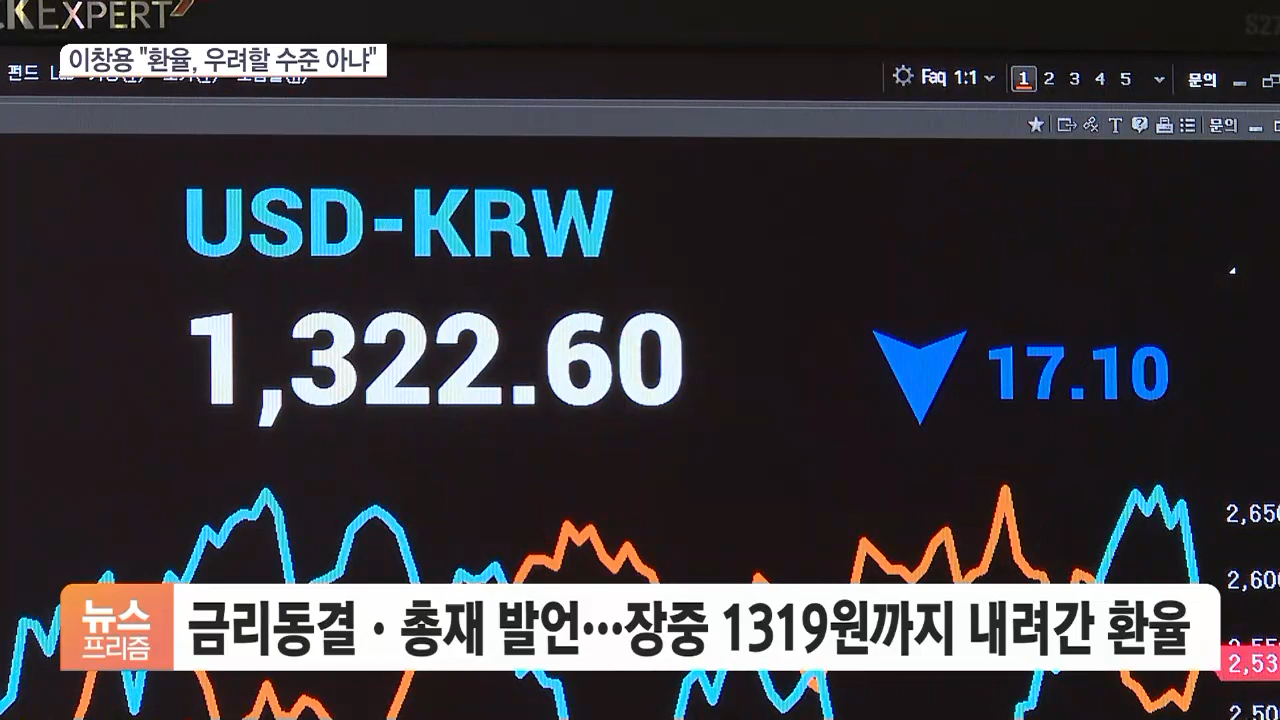 KEXPERT
이창용 "환율, 우려할 수준 아냐"
펀드
Faq 1:1
1 2 3 4 5
문의
T
문의
USD-KRW
1,322.60
17.10
2,650
2,600
2,53
2,50
뉴스
프리즘
금리동결·총재 발언…장중 1319원까지 내려간 환율